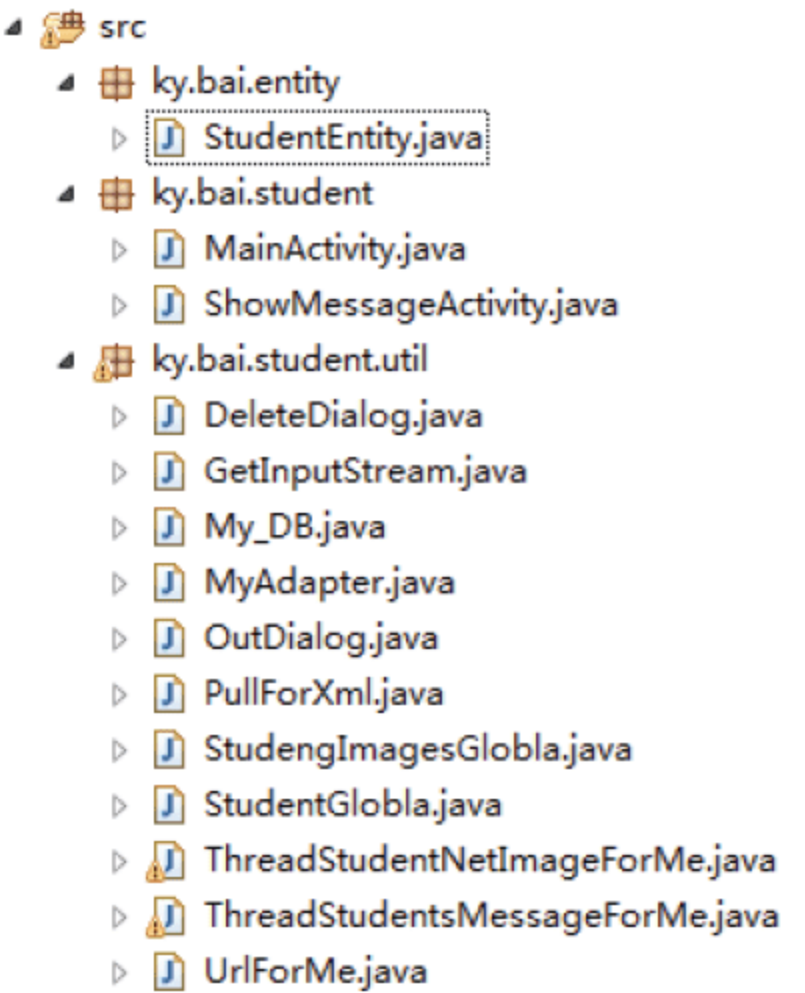 src
ky.bai.entity
StudentEntity.java
ky.bai.student
MainActivity.java
ShowMessageActivity.java
ky.bai.student.util
DeleteDialog.java
GetInputStream.java
My_DB.java
MyAdapter.java
OutDialog.java
PullForXml.java
StudengImagesGlobla.java
StudentGlobla.java
ThreadStudentNetImageForMe.java
ThreadStudentsMessageForMe.java
UrlForMe.java